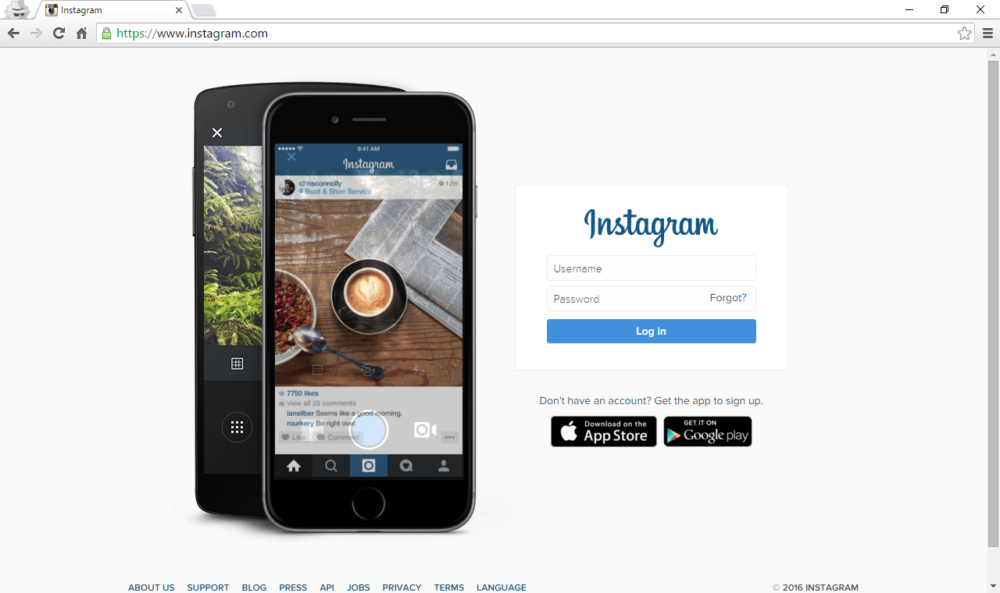 Instagram
https://www.instagram.com
9:41 AM
Instagram
chrisconnolly
12m
Boot & Shoe Service
7750 likes
view all 25 comments
iansilber Seems like a good morning.
rourkery Be right over.
Like
Comment
Instagram
Username
Password
Forgot?
Log in
Don't have an account? Get the app to sign up.
Download on the
App Store
GET IT ON
Google play
ABOUT US SUPPORT BLOG PRESS API JOBS PRIVACY TERMS LANGUAGE
© 2016 INSTAGRAM